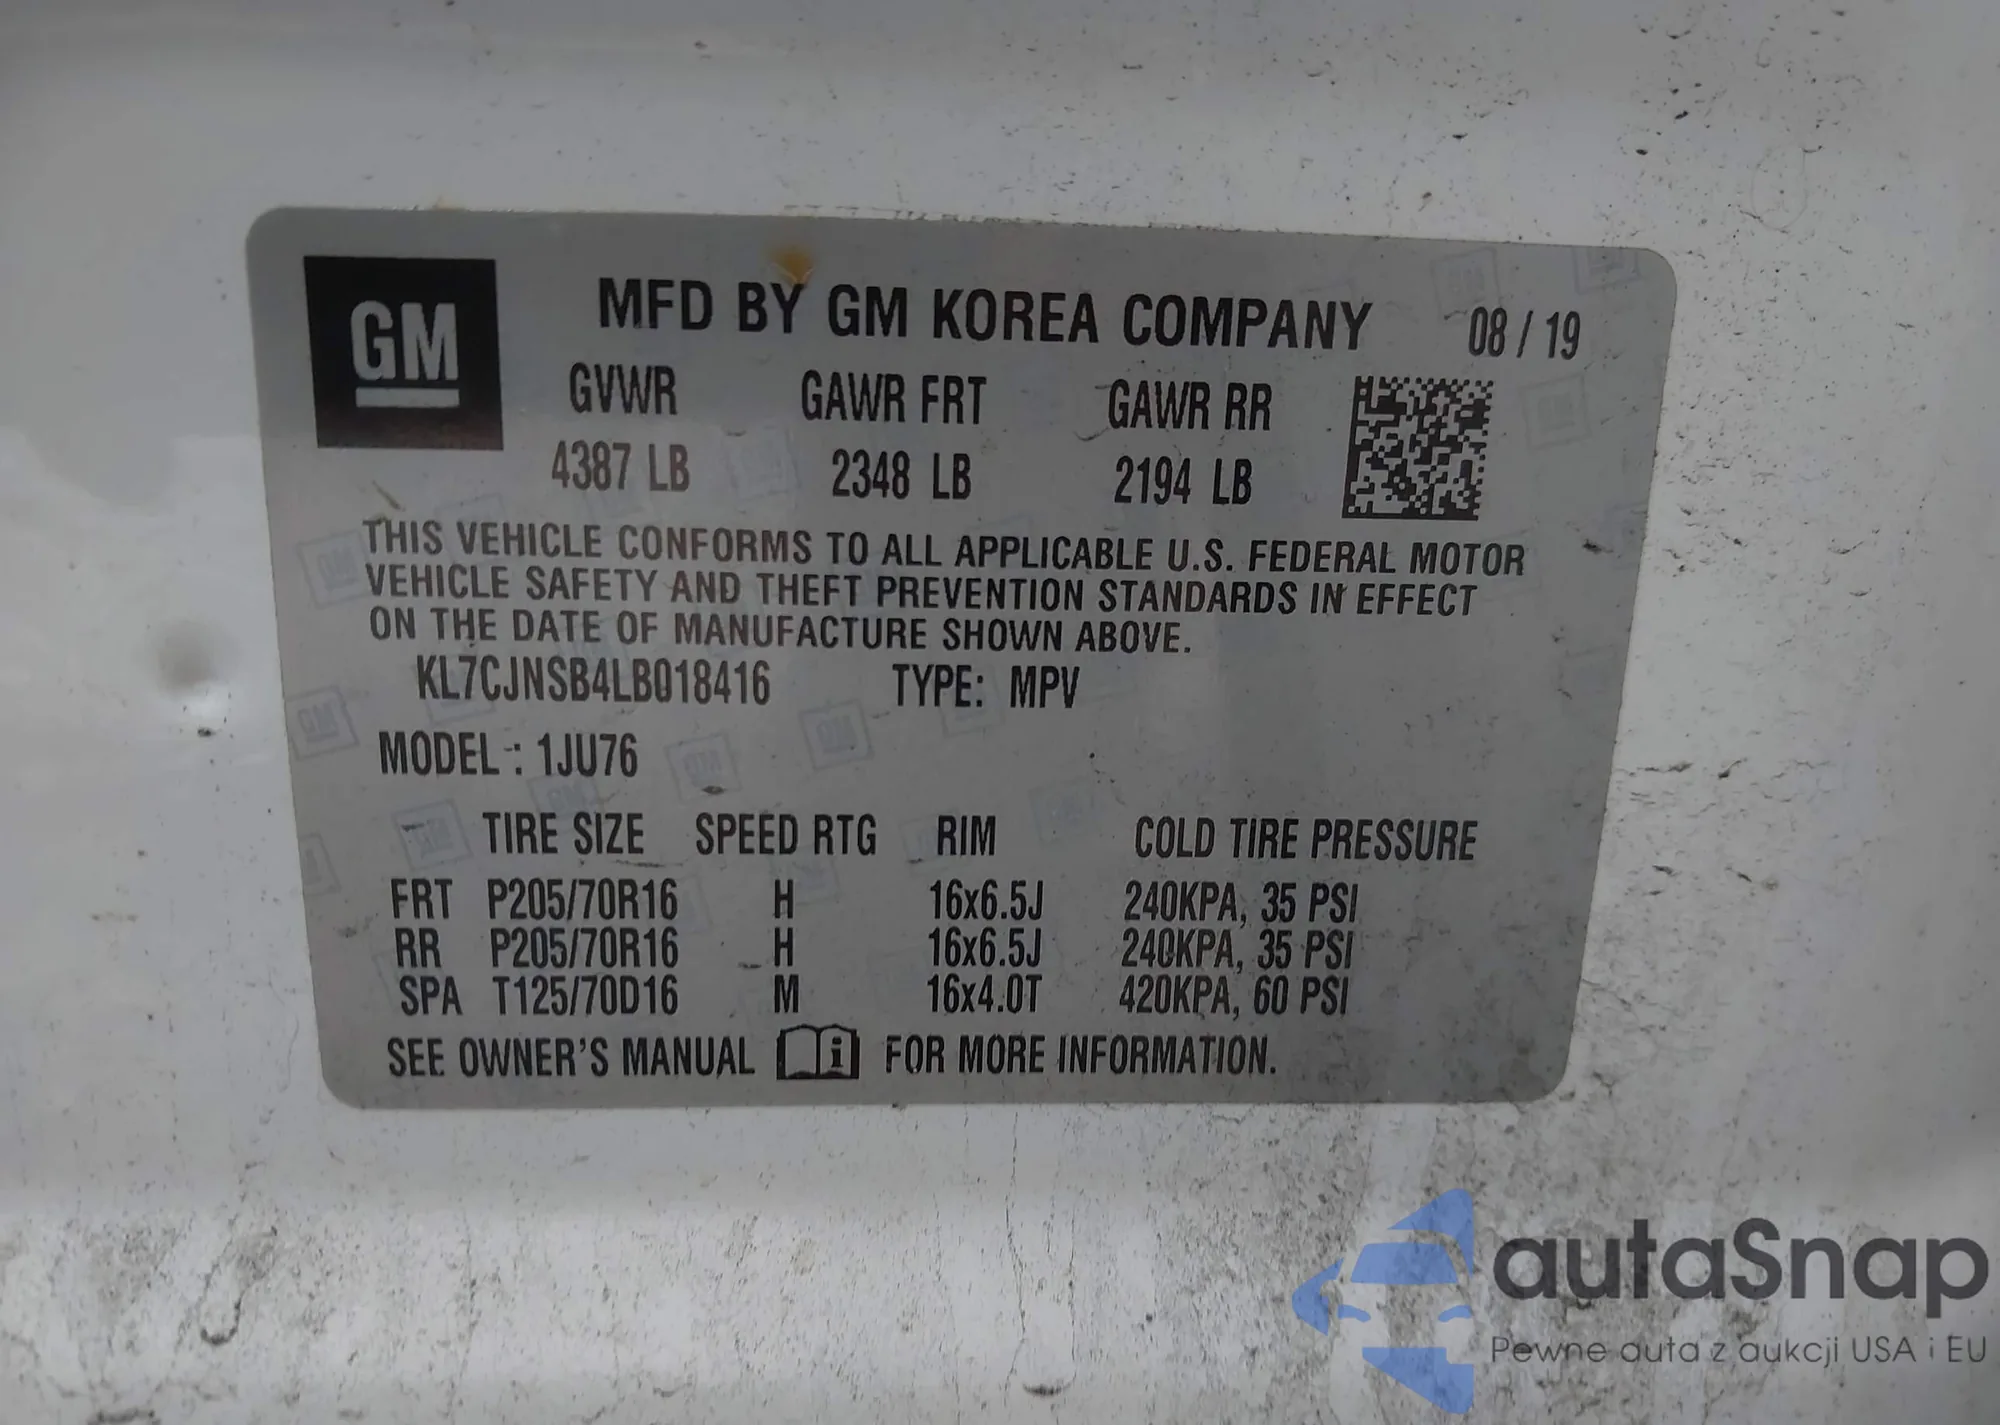 GM
MFD BY GM KOREA COMPANY 08 / 19
GVWR GAWR FRT GAWR RR
4387 LB 2348 LB 2194 LB
THIS VEHICLE CONFORMS TO ALL APPLICABLE U.S. FEDERAL MOTOR
VEHICLE SAFETY AND THEFT PREVENTION STANDARDS IN EFFECT
ON THE DATE OF MANUFACTURE SHOWN ABOVE.
KL7CJNSB4LB018416 TYPE: MPV
MODEL : 1JU76
TIRE SIZE SPEED RTG RIM COLD TIRE PRESSURE
FRT P205/70R16 H 16x6.5J 240KPA, 35 PSI
RR P205/70R16 H 16x6.5J 240KPA, 35 PSI
SPA T125/70D16 M 16x4.0T 420KPA, 60 PSI
SEE OWNER'S MANUAL i FOR MORE INFORMATION.
autaSnap
Pewne auta z aukcji USA i EU